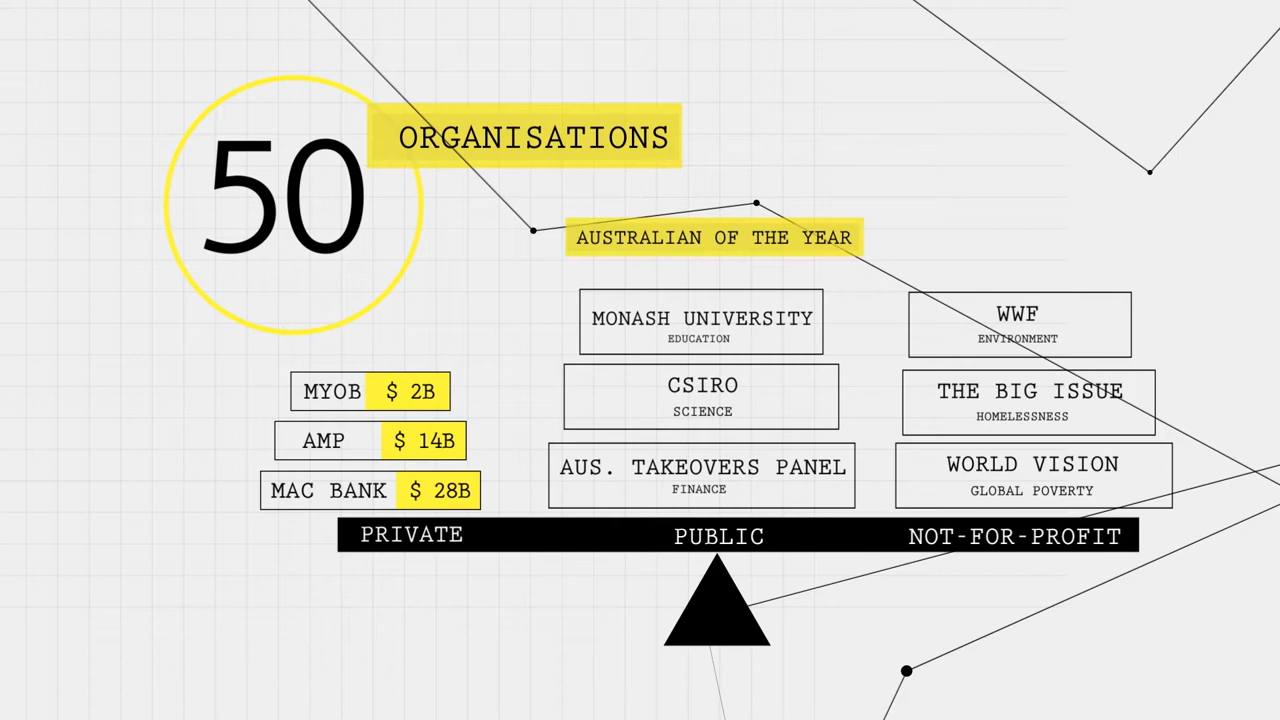 50
ORGANISATIONS
AUSTRALIAN OF THE YEAR
MYOB $ 2B
AMP $ 14B
MAC BANK $ 28B
MONASH UNIVERSITY
EDUCATION
CSIRO
SCIENCE
AUS. TAKEOVERS PANEL
FINANCE
WWF
ENVIRONMENT
THE BIG ISSUE
HOMELESSNESS
WORLD VISION
GLOBAL POVERTY
PRIVATE
PUBLIC
NOT-FOR-PROFIT